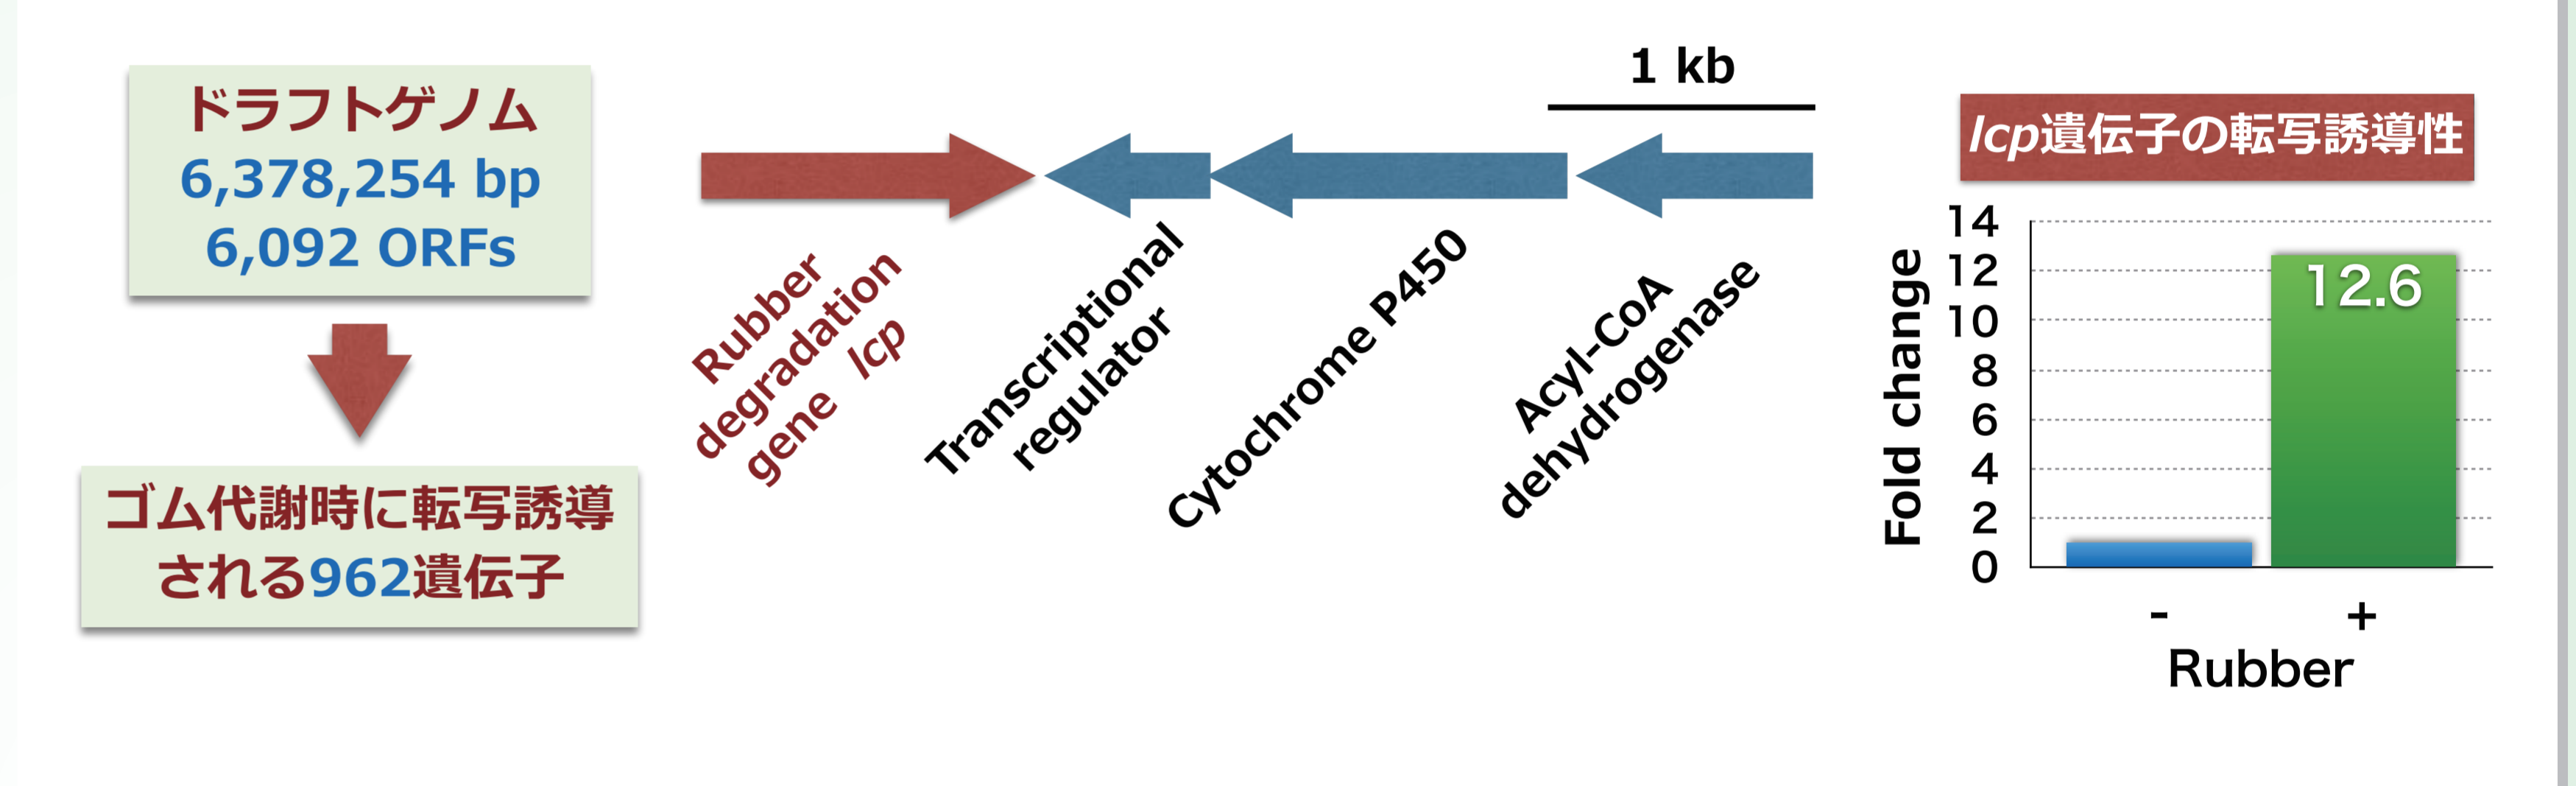 ドラフトゲノム
6,378,254 bp
6,092 ORFs
ゴム代謝時に転写誘導
される962遺伝子
1 kb
Rubber
degradation
gene lcp
Transcriptional
regulator
Cytochrome P450
Acyl-CoA
dehydrogenase
lcp遺伝子の転写誘導性
Fold change
14
12
10
8
6
4
2
0
12.6
- +
Rubber